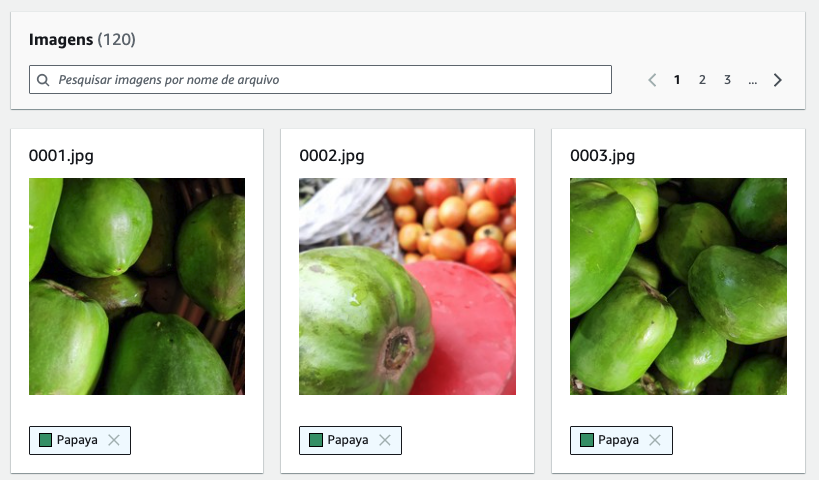 Imagens (120)
Pesquisar imagens por nome de arquivo
1 2 3 ...
0001.jpg
0002.jpg
0003.jpg
Papaya
Papaya
Papaya